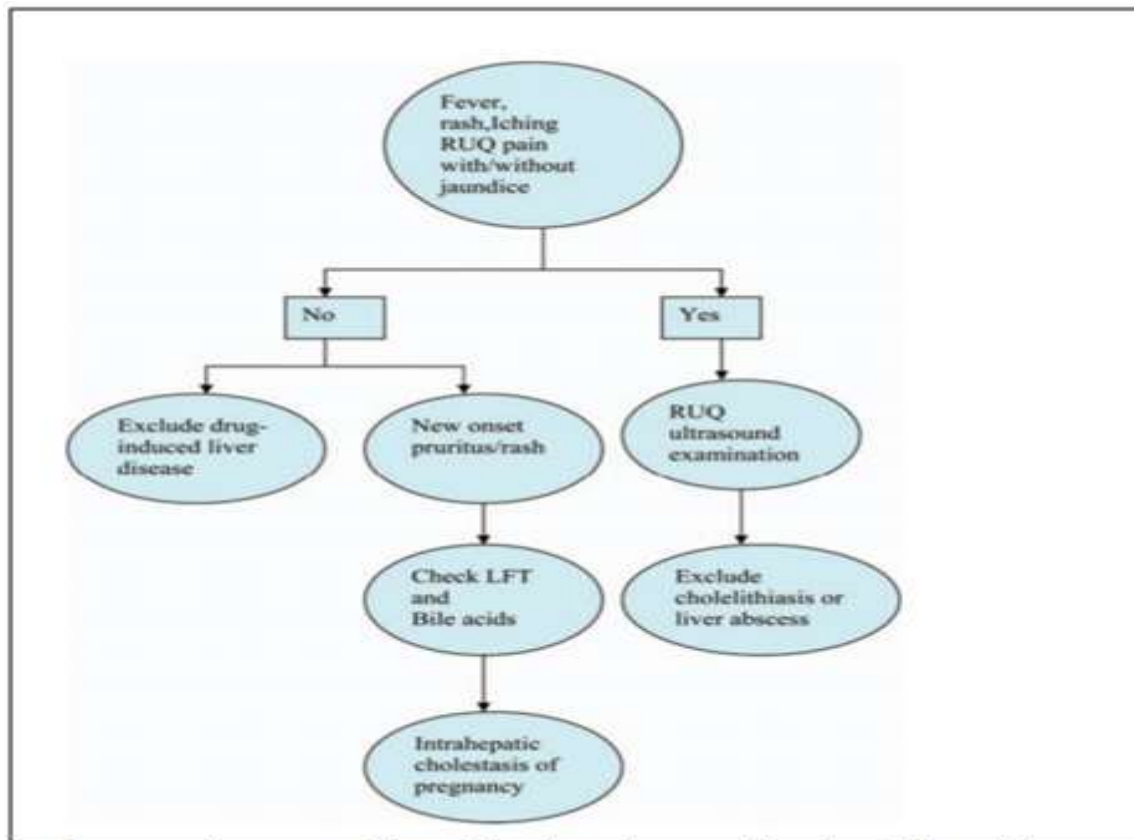 Fever,
rash,Iching
RUQ pain
with/without
jaundice
No
Yes
Exclude drug-
induced liver
disease
New onset
pruritus/rash
RUQ
ultrasound
examination
Check LFT
and
Bile acids
Exclude
cholelithiasis or
liver abscess
Intrahepatic
cholestasis of
pregnancy